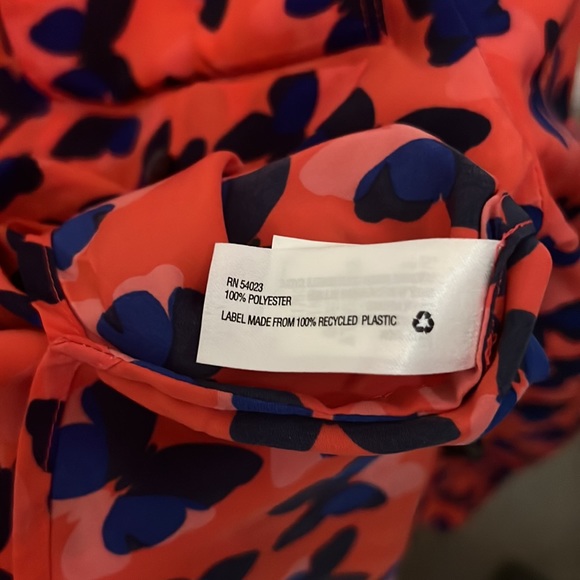 RN 54023
100% POLYESTER
LABEL MADE FROM 100% RECYCLED PLASTIC